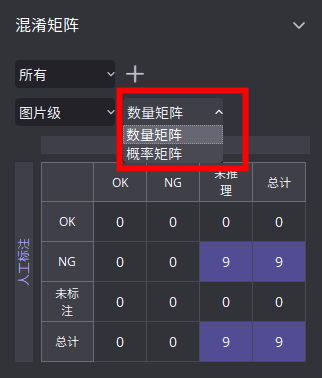 混淆矩阵
所有
图片级 数量矩阵
数量矩阵
概率矩阵
OK NG 未推理 总计
人工标注
OK 0 0 0 0
NG 0 0 9 9
未标注 0 0 0 0
总计 0 0 9 9